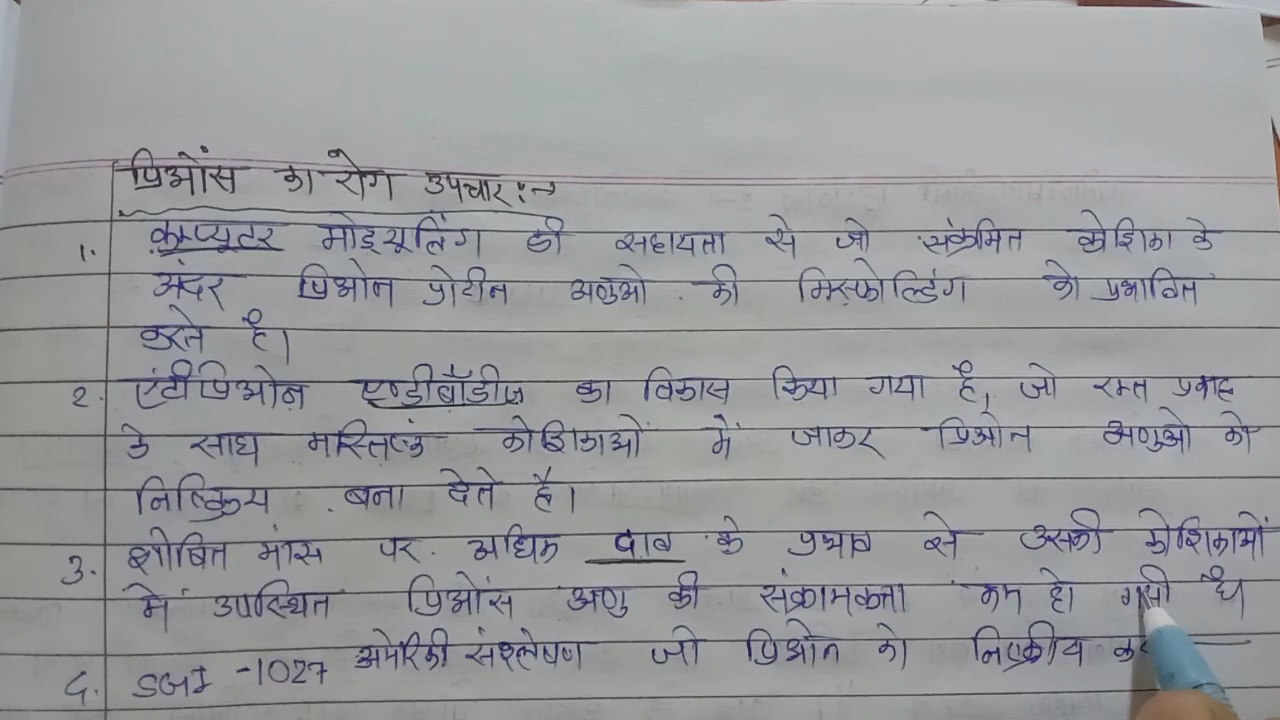 प्रिओंस का रोग उपचार :-
1. कम्प्यूटर मोड्यूलिंग की सहायता से जो संक्रमित कोशिका के
अंदर प्रिओन प्रोटीन अणुओ की मिस्फोल्डिंग को प्रभावित
करते है।
2. एंटीप्रिओन एण्डीबॉडीज का विकास किया गया है, जो रक्त प्रवाह
के साथ मस्तिष्क कोशिकाओं में जाकर प्रिओन अणुओ को
निष्क्रिय बना देते है।
3. शोषित मांस पर अधिक दाब के प्रभाव से उसकी कोशिकाओं
में उपस्थित प्रिओंस अणु की संक्रामकता कम हो गयी है।
4. SGI -1027 अमेरिकी संश्लेषण जो प्रिओन को